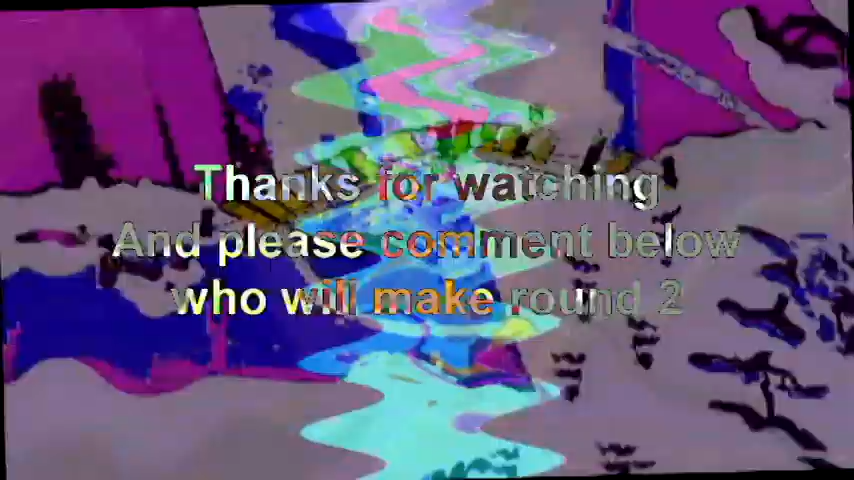 Thanks for watching
And please comment below
who will make round 2